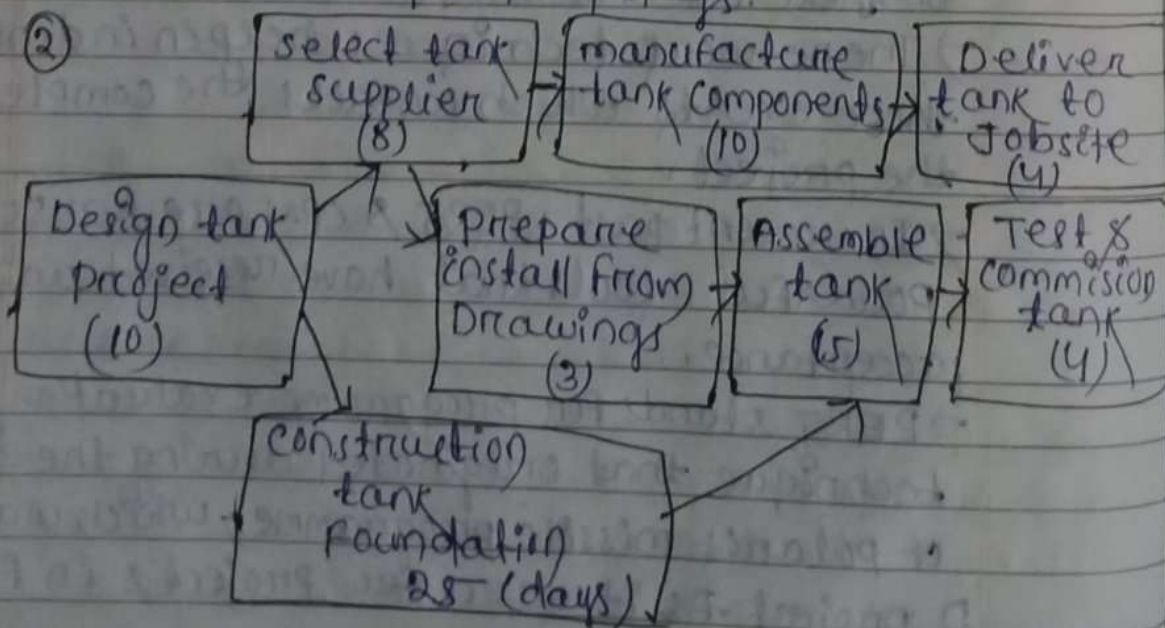 ②
select tank
supplier
(8)
manufacture
tank components
(10)
Deliver
tank to
Jobsite
(4)
Design tank
project
(10)
Prepare
install from
Drawings
(3)
Assemble
tank
(5)
Test &
commision
tank
(4)
construction
tank
Foundation
25 (days)